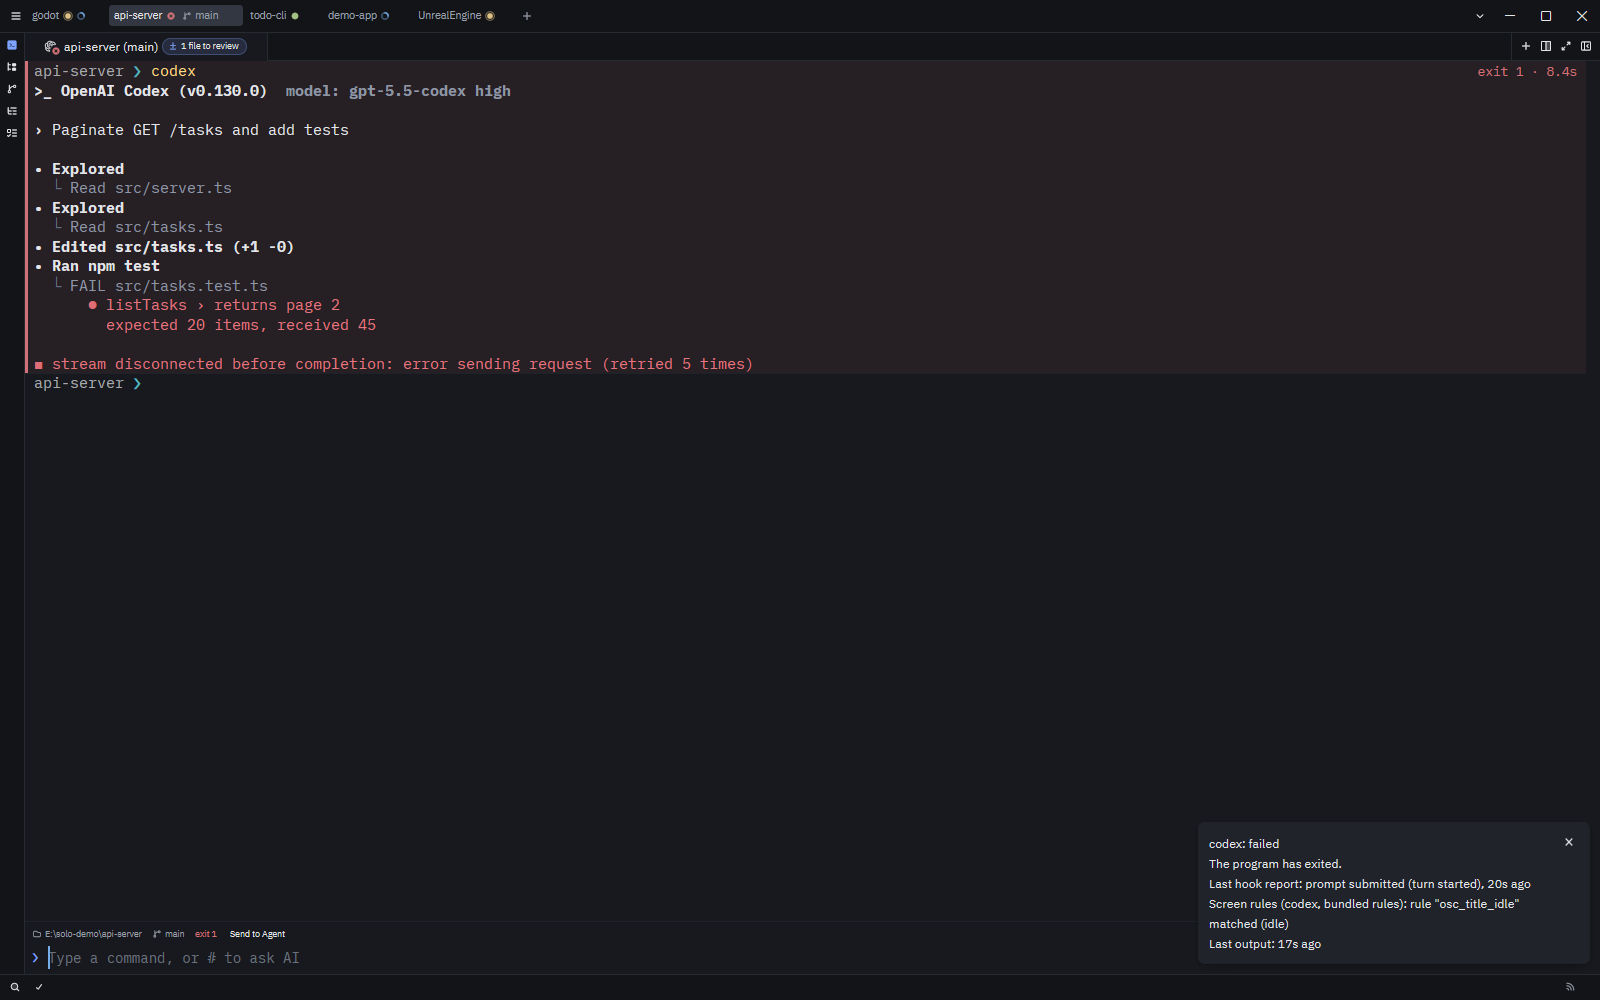 godot
api-server main
todo-cli
demo-app
UnrealEngine
api-server (main) 1 file to review
api-server ❯ codex
exit 1 · 8.4s
>_ OpenAI Codex (v0.130.0) model: gpt-5.5-codex high
› Paginate GET /tasks and add tests
• Explored
└ Read src/server.ts
• Explored
└ Read src/tasks.ts
• Edited src/tasks.ts (+1 -0)
• Ran npm test
└ FAIL src/tasks.test.ts
● listTasks › returns page 2
expected 20 items, received 45
■ stream disconnected before completion: error sending request (retried 5 times)
api-server ❯
codex: failed
The program has exited.
Last hook report: prompt submitted (turn started), 20s ago
Screen rules (codex, bundled rules): rule "osc_title_idle"
matched (idle)
Last output: 17s ago
E:\solo-demo\api-server main exit 1 Send to Agent
❯ Type a command, or # to ask AI